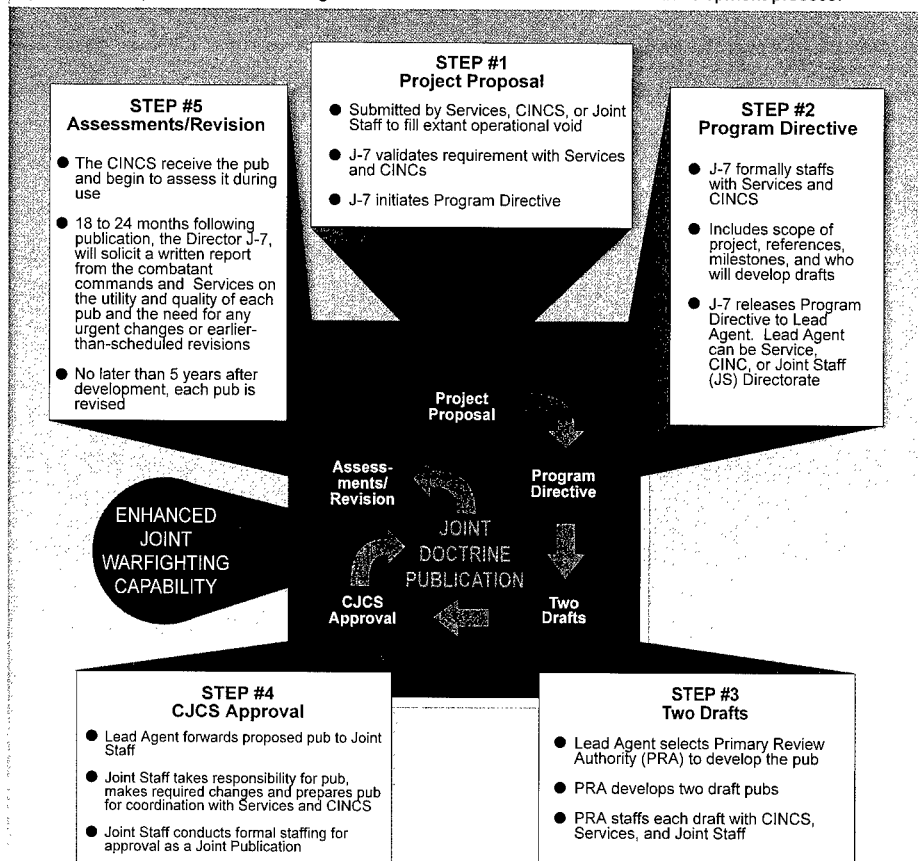 opment process.
STEP #1
Project Proposal
● Submitted by Services, CINCS, or Joint
Staff to fill extant operational void
● J-7 validates requirement with Services
and CINCs
● J-7 initiates Program Directive
STEP #2
Program Directive
● J-7 formally staffs
with Services and
CINCS
● Includes scope of
project, references,
milestones, and who
will develop drafts
● J-7 releases Program
Directive to Lead
Agent. Lead Agent
can be Service,
CINC, or Joint Staff
(JS) Directorate
STEP #3
Two Drafts
● Lead Agent selects Primary Review
Authority (PRA) to develop the pub
● PRA develops two draft pubs
● PRA staffs each draft with CINCS,
Services, and Joint Staff
STEP #4
CJCS Approval
● Lead Agent forwards proposed pub to Joint
Staff
● Joint Staff takes responsibility for pub,
makes required changes and prepares pub
for coordination with Services and CINCS
● Joint Staff conducts formal staffing for
approval as a Joint Publication
STEP #5
Assessments/Revision
● The CINCS receive the pub
and begin to assess it during
use
● 18 to 24 months following
publication, the Director J-7,
will solicit a written report
from the combatant
commands and Services on
the utility and quality of each
pub and the need for any
urgent changes or earlier-
than-scheduled revisions
● No later than 5 years after
development, each pub is
revised
Project
Proposal
Program
Directive
Two
Drafts
CJCS
Approval
Assess-
ments/
Revision
JOINT
DOCTRINE
PUBLICATION
ENHANCED
JOINT
WARFIGHTING
CAPABILITY